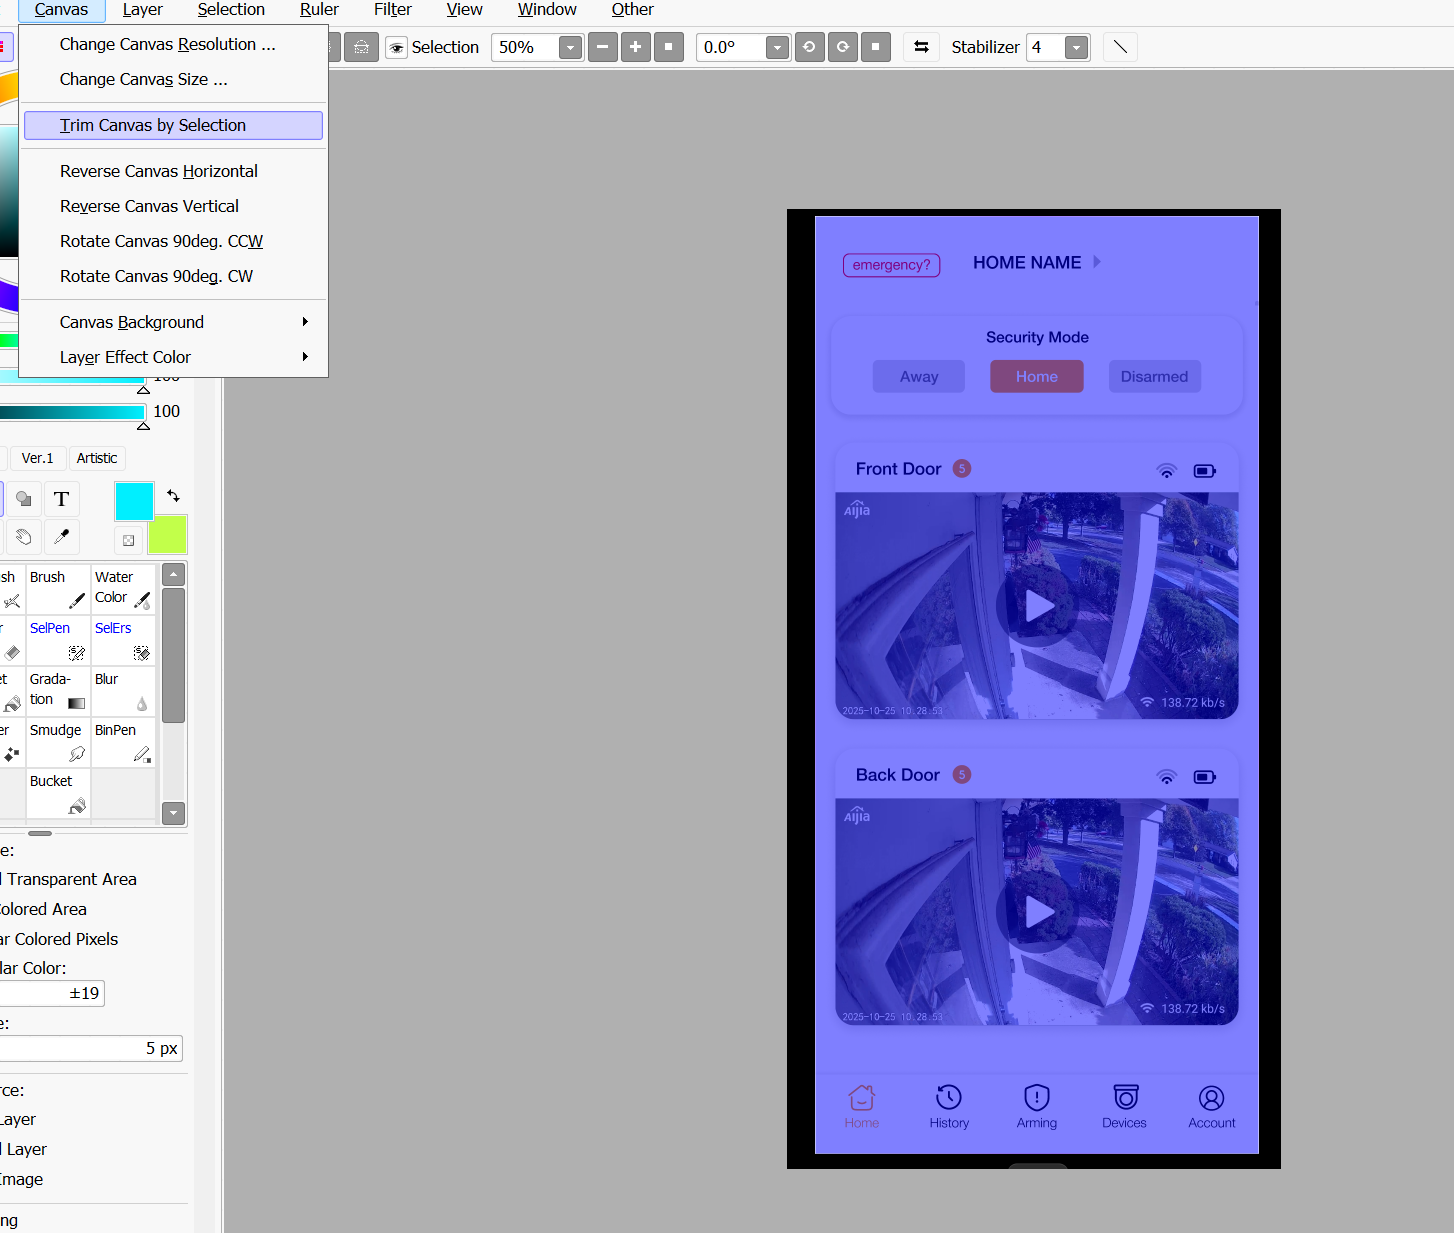 Canvas Layer Selection Ruler Filter View Window Other
Change Canvas Resolution ...
Change Canvas Size ...
Trim Canvas by Selection
Reverse Canvas Horizontal
Reverse Canvas Vertical
Rotate Canvas 90deg. CCW
Rotate Canvas 90deg. CW
Canvas Background
Layer Effect Color
Selection 50% 0.0° Stabilizer 4
100
100
Ver.1 Artistic
T
sh Brush Water
Color
r SelPen SelErs
et Grada- Blur
tion
er Smudge BinPen
Bucket
e:
l Transparent Area
Colored Area
ar Colored Pixels
lar Color:
±19
e:
5 px
rce:
Layer
l Layer
Image
ng
emergency? HOME NAME
Security Mode
Away Home Disarmed
Front Door 5
Aijia
2025-10-25 10:28:53 138.72 kb/s
Back Door 5
Aijia
2025-10-25 10:28:53 138.72 kb/s
Home History Arming Devices Account